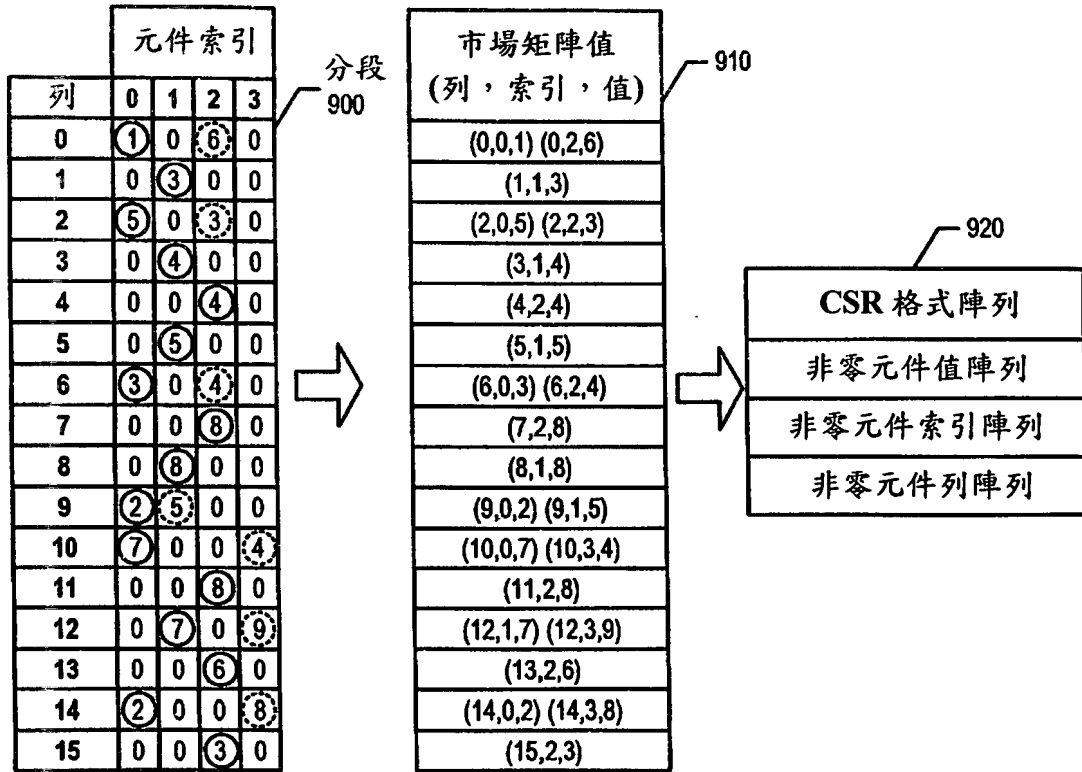 元件索引
列 0 1 2 3
0 1 0 6 0
1 0 3 0 0
2 5 0 3 0
3 0 4 0 0
4 0 0 4 0
5 0 5 0 0
6 3 0 4 0
7 0 0 8 0
8 0 8 0 0
9 2 5 0 0
10 7 0 0 4
11 0 0 8 0
12 0 7 0 9
13 0 0 6 0
14 2 0 0 8
15 0 0 3 0
分段
900
市場矩陣值
(列,索引,值)
(0,0,1) (0,2,6)
(1,1,3)
(2,0,5) (2,2,3)
(3,1,4)
(4,2,4)
(5,1,5)
(6,0,3) (6,2,4)
(7,2,8)
(8,1,8)
(9,0,2) (9,1,5)
(10,0,7) (10,3,4)
(11,2,8)
(12,1,7) (12,3,9)
(13,2,6)
(14,0,2) (14,3,8)
(15,2,3)
910
920
CSR 格式陣列
非零元件值陣列
非零元件索引陣列
非零元件列陣列